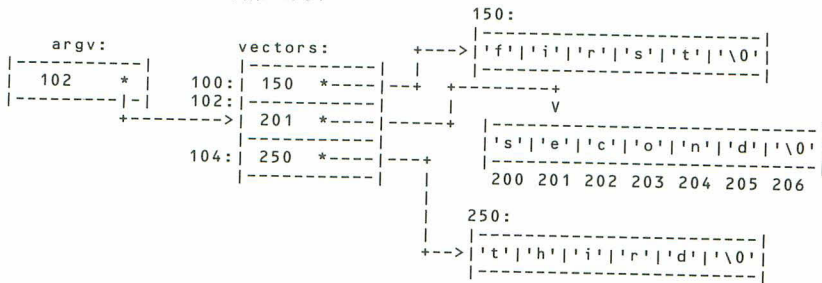 150:
argv: vectors: +---> 'f'|'i'|'r'|'s'|'t'|'\0'
102 * 100: 150 *
102: 201 *
V
104: 250 * 's'|'e'|'c'|'o'|'n'|'d'|'\0'
200 201 202 203 204 205 206
250:
+--> 't'|'h'|'i'|'r'|'d'|'\0'